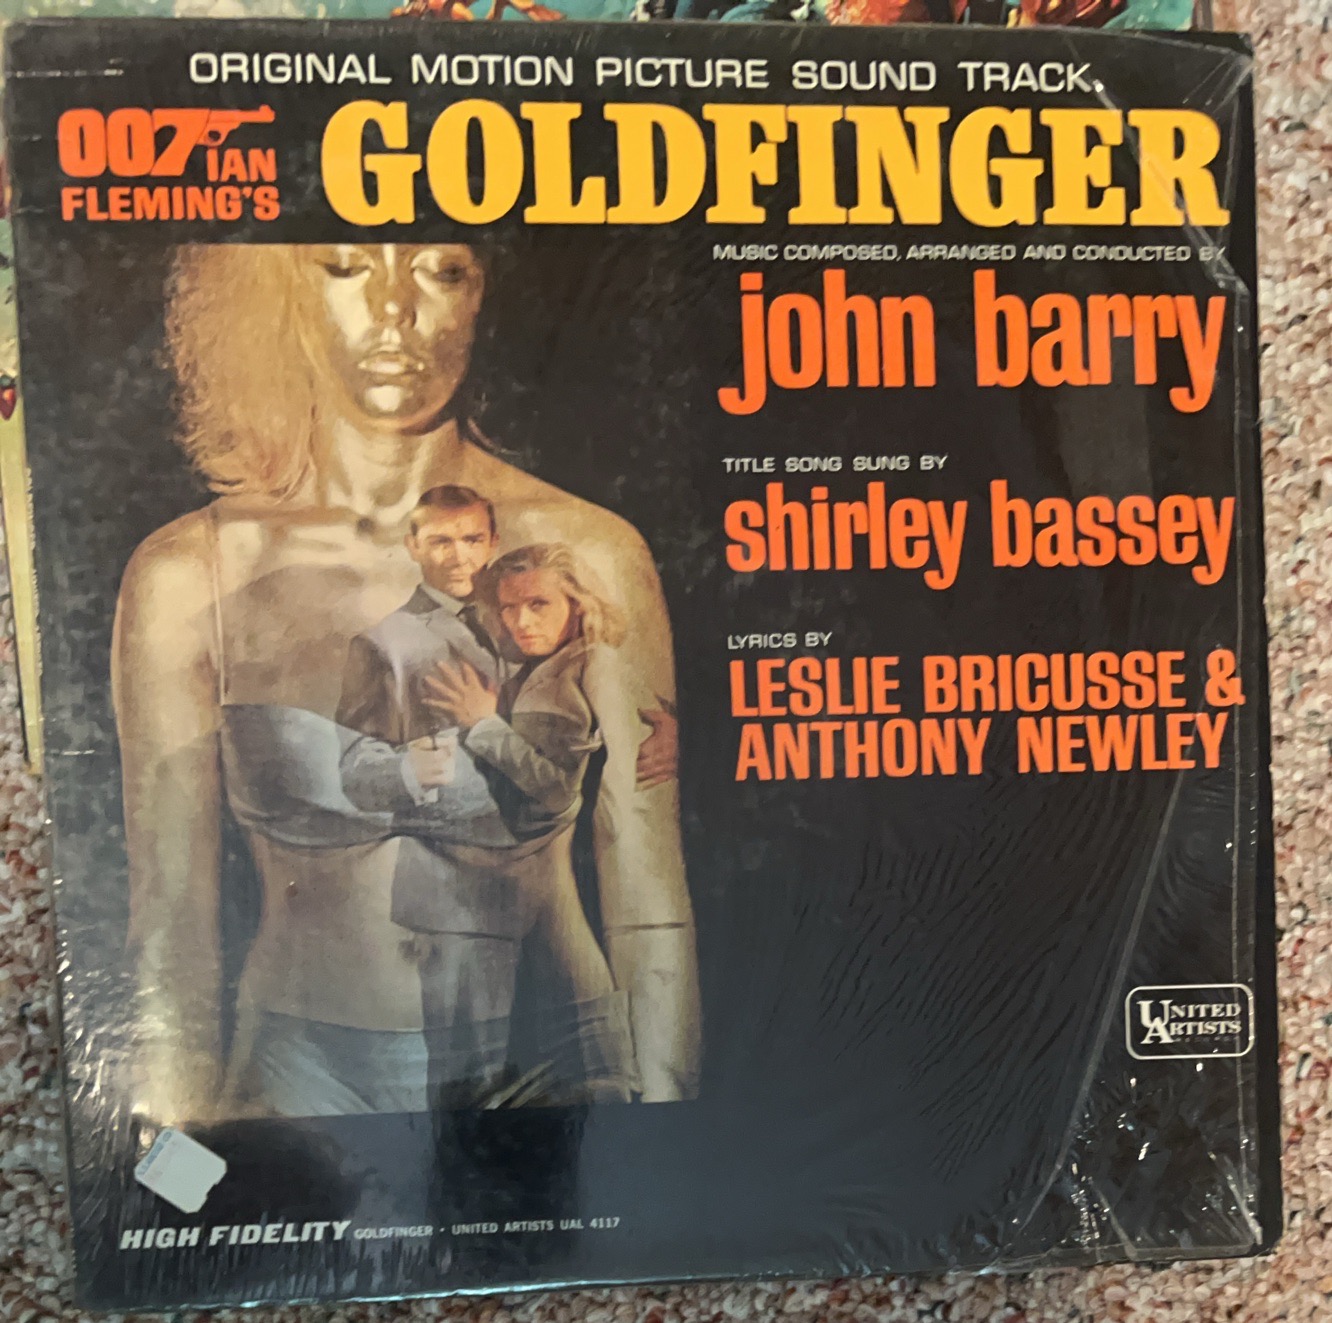 ORIGINAL MOTION PICTURE SOUND TRACK
007 IAN
FLEMING'S
GOLDFINGER
MUSIC COMPOSED, ARRANGED AND CONDUCTED BY
john barry
TITLE SONG SUNG BY
shirley bassey
LYRICS BY
LESLIE BRICUSSE &
ANTHONY NEWLEY
UNITED
ARTISTS
HIGH FIDELITY GOLDFINGER · UNITED ARTISTS UAL 4117